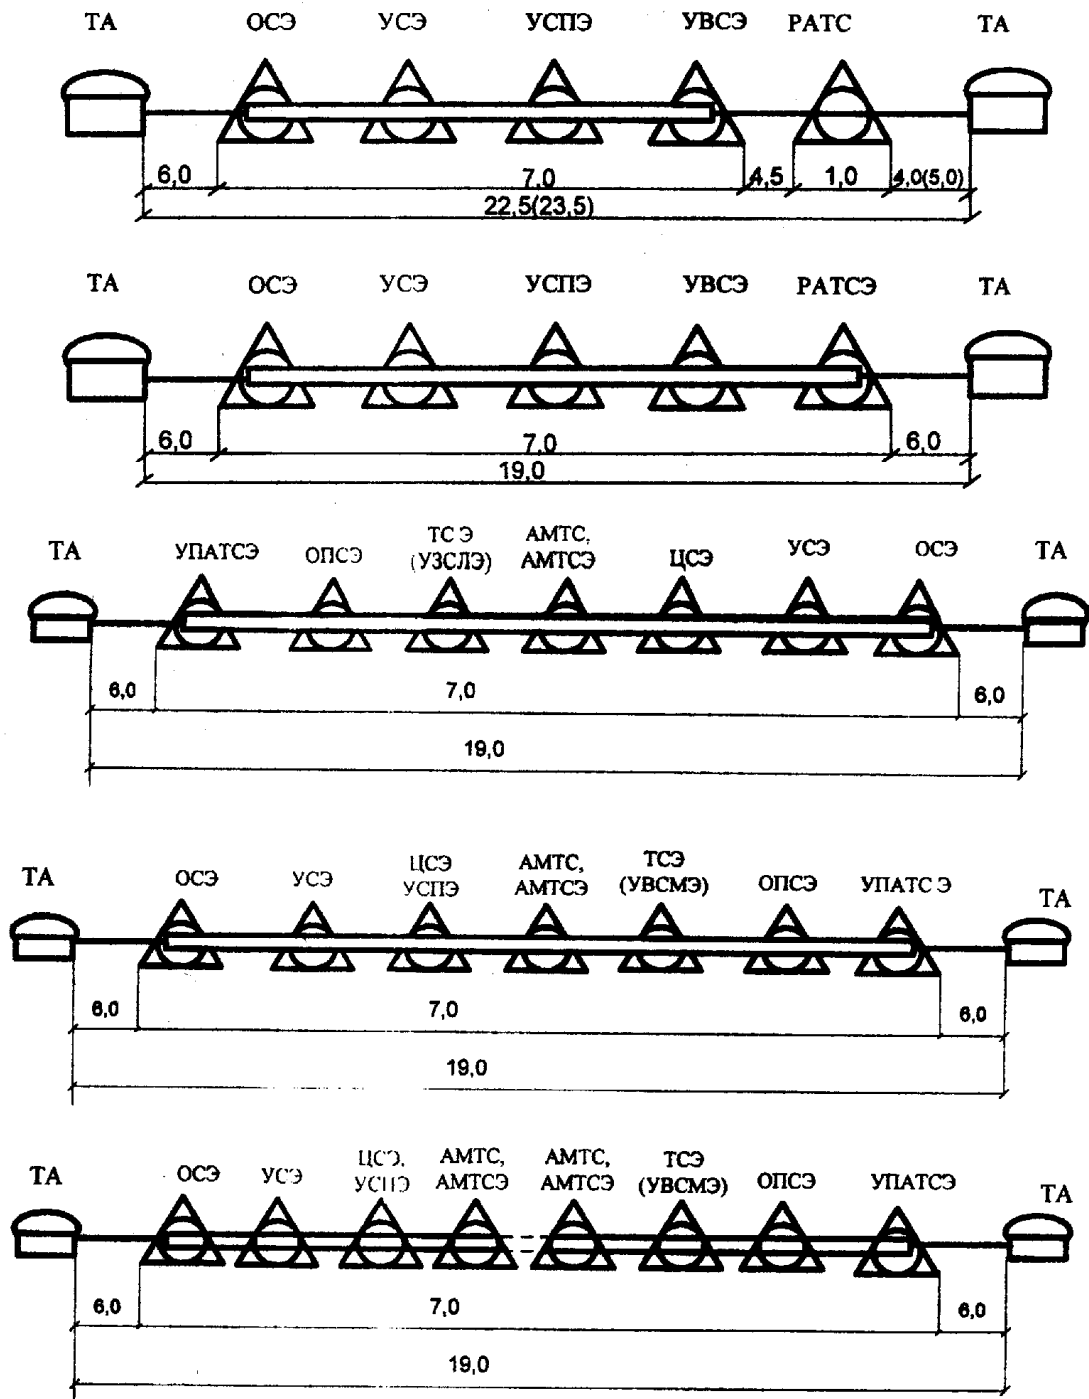 ТА ОСЭ УСЭ УСПЭ УВСЭ РАТС ТА
6,0 7,0 4,5 1,0 4,0(5,0)
22,5(23,5)
ТА ОСЭ УСЭ УСПЭ УВСЭ РАТСЭ ТА
6,0 7,0 6,0
19,0
ТА УПАТСЭ ОПСЭ ТС Э АМТС, ЦСЭ УСЭ ОСЭ ТА
(УЗСЛЭ) АМТСЭ
6,0 7,0 6,0
19,0
ТА ОСЭ УСЭ ЦСЭ АМТС, ТСЭ ОПСЭ УПАТС Э ТА
УСПЭ АМТСЭ (УВСМЭ)
6,0 7,0 6,0
19,0
ТА ОСЭ УСЭ ЦСЭ, АМТС, АМТС, ТСЭ ОПСЭ УПАТСЭ ТА
УСПЭ АМТСЭ АМТСЭ (УВСМЭ)
6,0 7,0 6,0
19,0